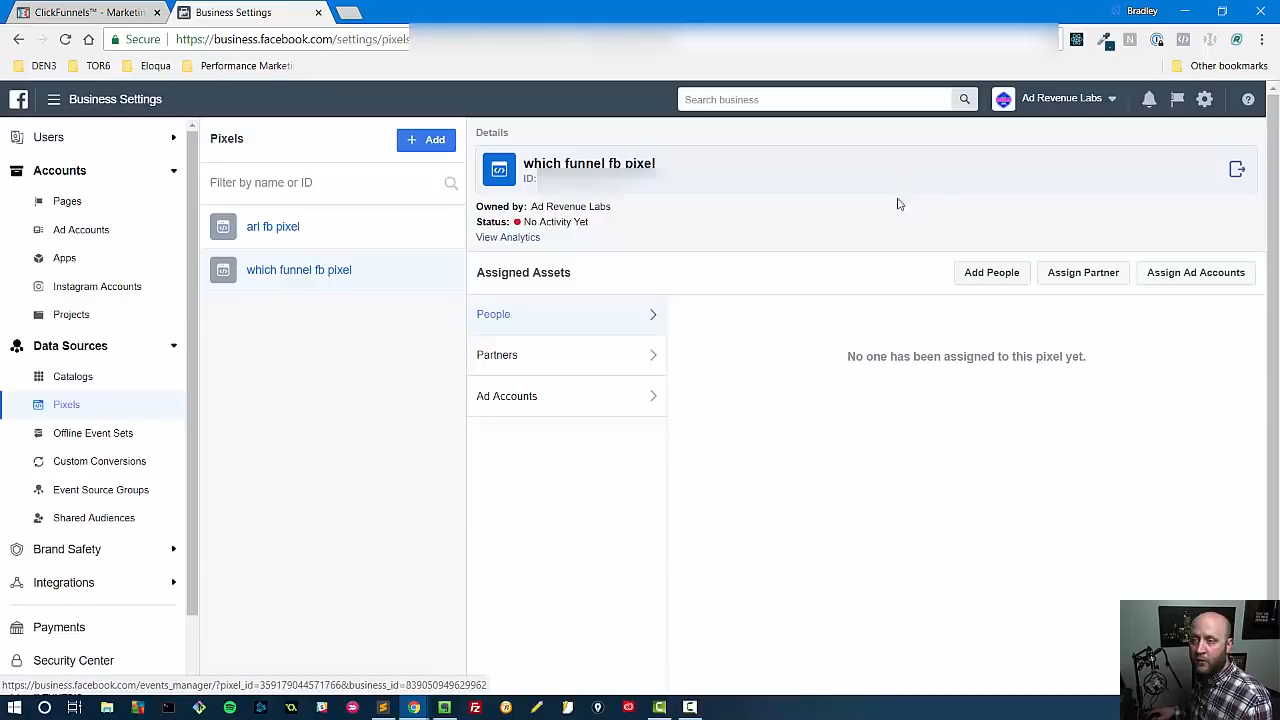 ClickFunnels™ - Marketin
Business Settings
Bradley
Secure
https://business.facebook.com/settings/pixels
DEN3
TOR6
Eloqua
Performance Marketi
Other bookmarks
Business Settings
Search business
Ad Revenue Labs
Users
Accounts
Pages
Ad Accounts
Apps
Instagram Accounts
Projects
Data Sources
Catalogs
Pixels
Offline Event Sets
Custom Conversions
Event Source Groups
Shared Audiences
Brand Safety
Integrations
Payments
Security Center
Pixels
+ Add
Filter by name or ID
arl fb pixel
which funnel fb pixel
Details
which funnel fb pixel
ID:
Owned by: Ad Revenue Labs
Status: No Activity Yet
View Analytics
Assigned Assets
Add People
Assign Partner
Assign Ad Accounts
People
Partners
Ad Accounts
No one has been assigned to this pixel yet.
https://business.facebook.com/events_manager/?pixel_id=359179044571766&business_id=839050949629962